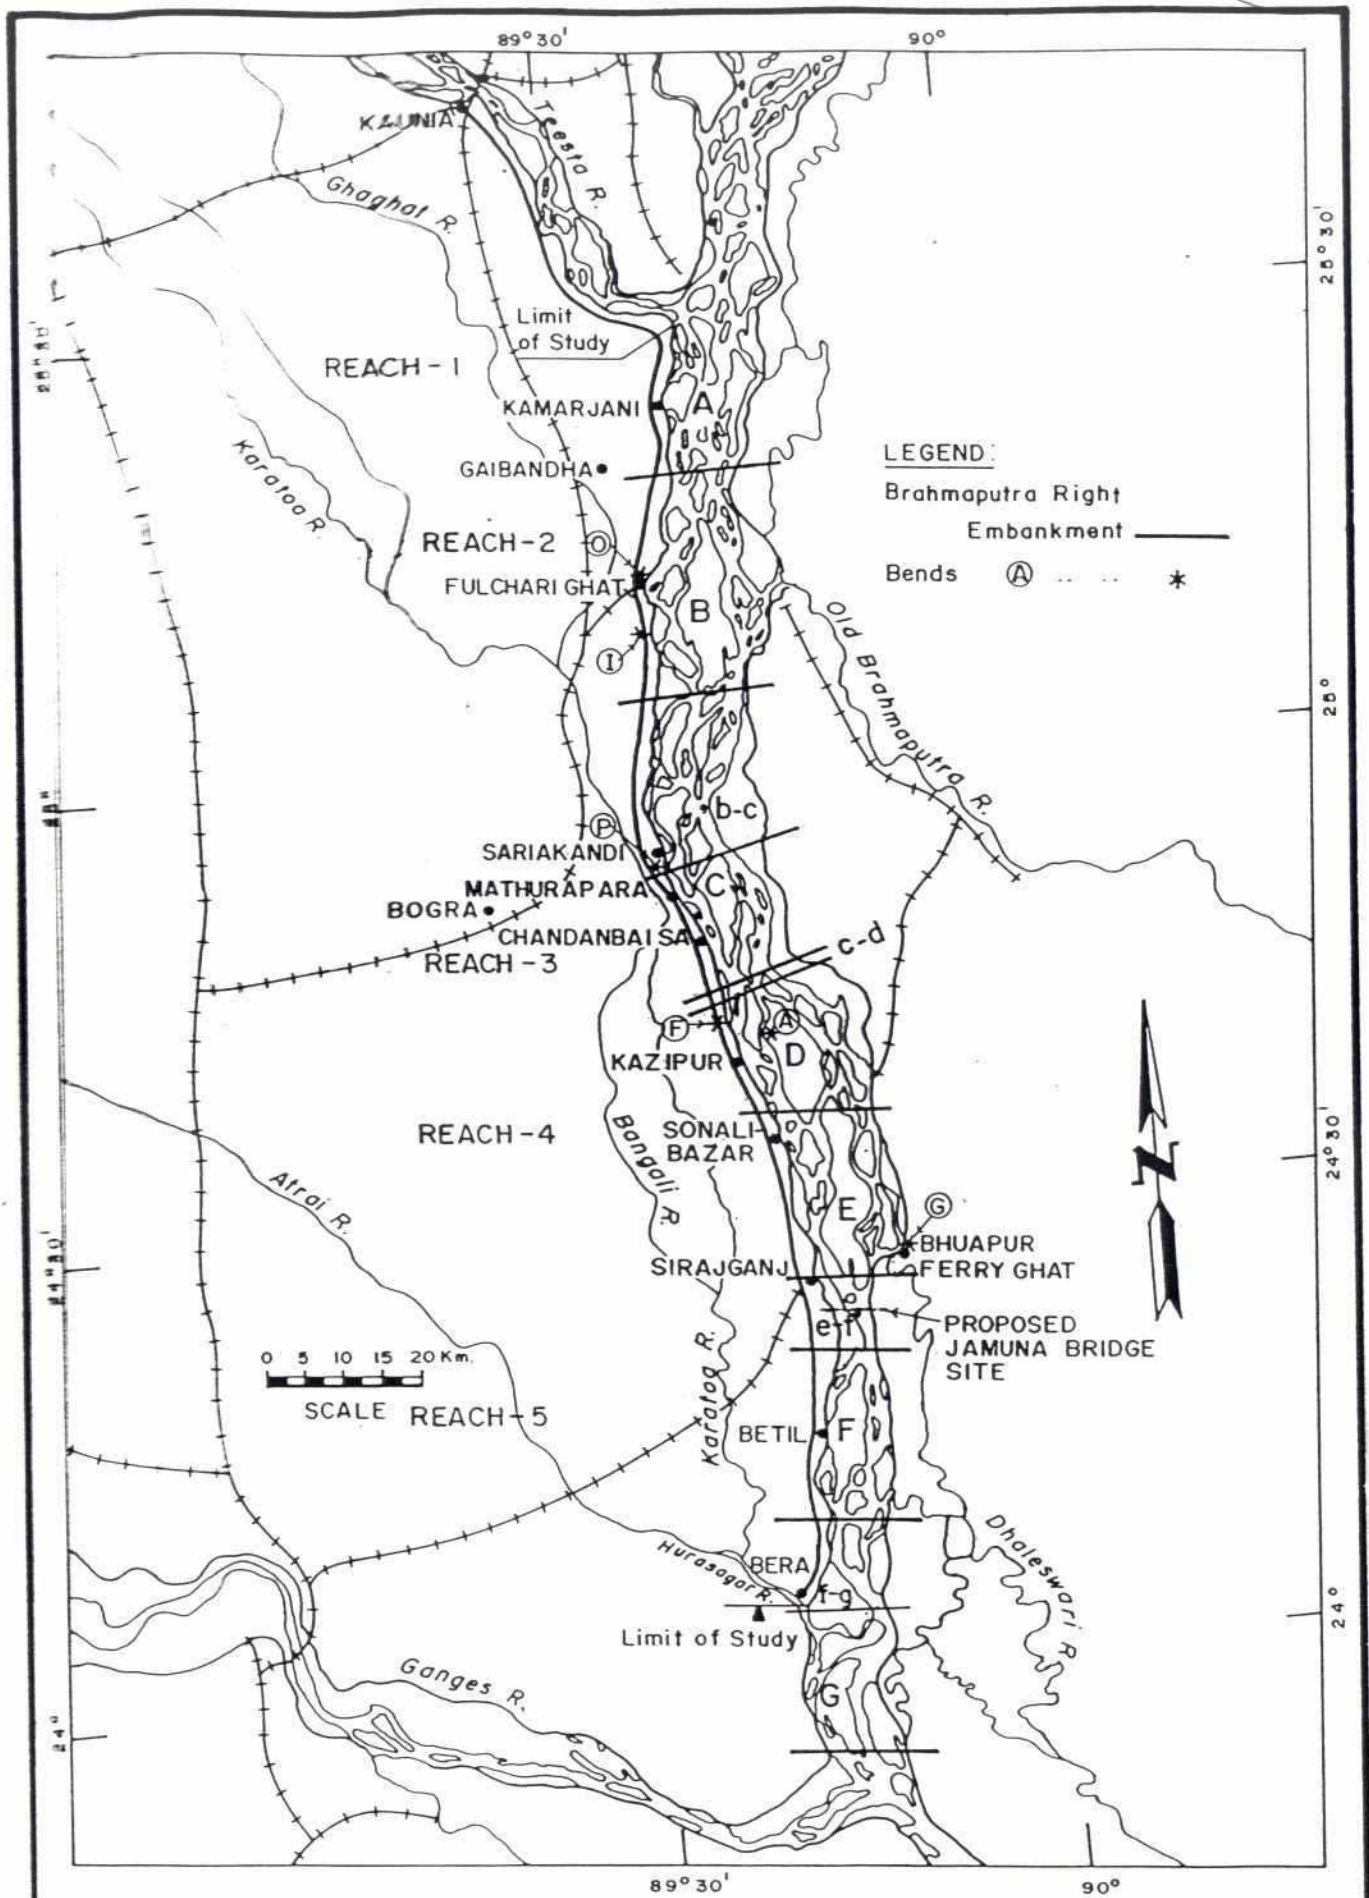 89° 30'
90°
KAUNIA
Teesta R.
Ghaghat R.
25° 30'
Limit
of Study
REACH - 1
KAMARJANI
A
GAIBANDHA
Karatoa R.
LEGEND:
Brahmaputra Right
Embankment
Bends A .. .. *
REACH-2
O
FULCHARI GHAT
B
I
Old Brahmaputra R.
25°
b-c
P
SARIAKANDI
MATHURAPARA
C
BOGRA
CHANDANBAISA
c-d
REACH-3
F
A
D
KAZIPUR
REACH-4
Bangali R.
SONALI-
BAZAR
24° 30'
Atrai R.
E
G
BHUAPUR
FERRY GHAT
SIRAJGANJ
e-f
PROPOSED
JAMUNA BRIDGE
SITE
0 5 10 15 20 Km.
SCALE
REACH-5
Karatoa R.
BETIL
F
N
Dhaleswari R.
Hurasagar R.
BERA
f-g
24°
Limit of Study
Ganges R.
G
24°
89° 30'
90°